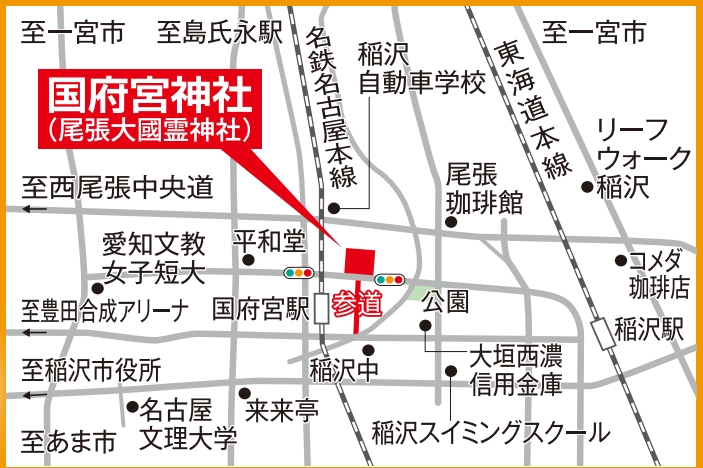 至一宮市
至島氏永駅
至一宮市
名鉄名古屋本線
稲沢
自動車学校
東海道本線
国府宮神社
(尾張大國霊神社)
リーフ
ウォーク
稲沢
至西尾張中央道
尾張
珈琲館
愛知文教
女子短大
平和堂
コメダ
珈琲店
至豊田合成アリーナ
国府宮駅
参道
公園
稲沢駅
至稲沢市役所
稲沢中
大垣西濃
信用金庫
名古屋
文理大学
来来亭
至あま市
稲沢スイミングスクール